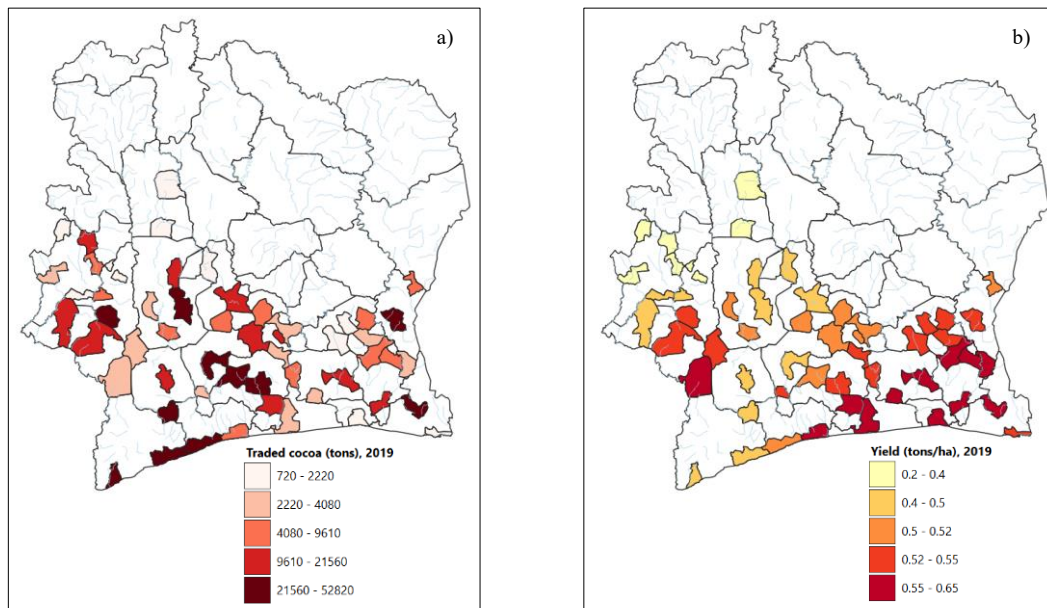 a)
Traded cocoa (tons), 2019
720 - 2220
2220 - 4080
4080 - 9610
9610 - 21560
21560 - 52820
b)
Yield (tons/ha), 2019
0.2 - 0.4
0.4 - 0.5
0.5 - 0.52
0.52 - 0.55
0.55 - 0.65